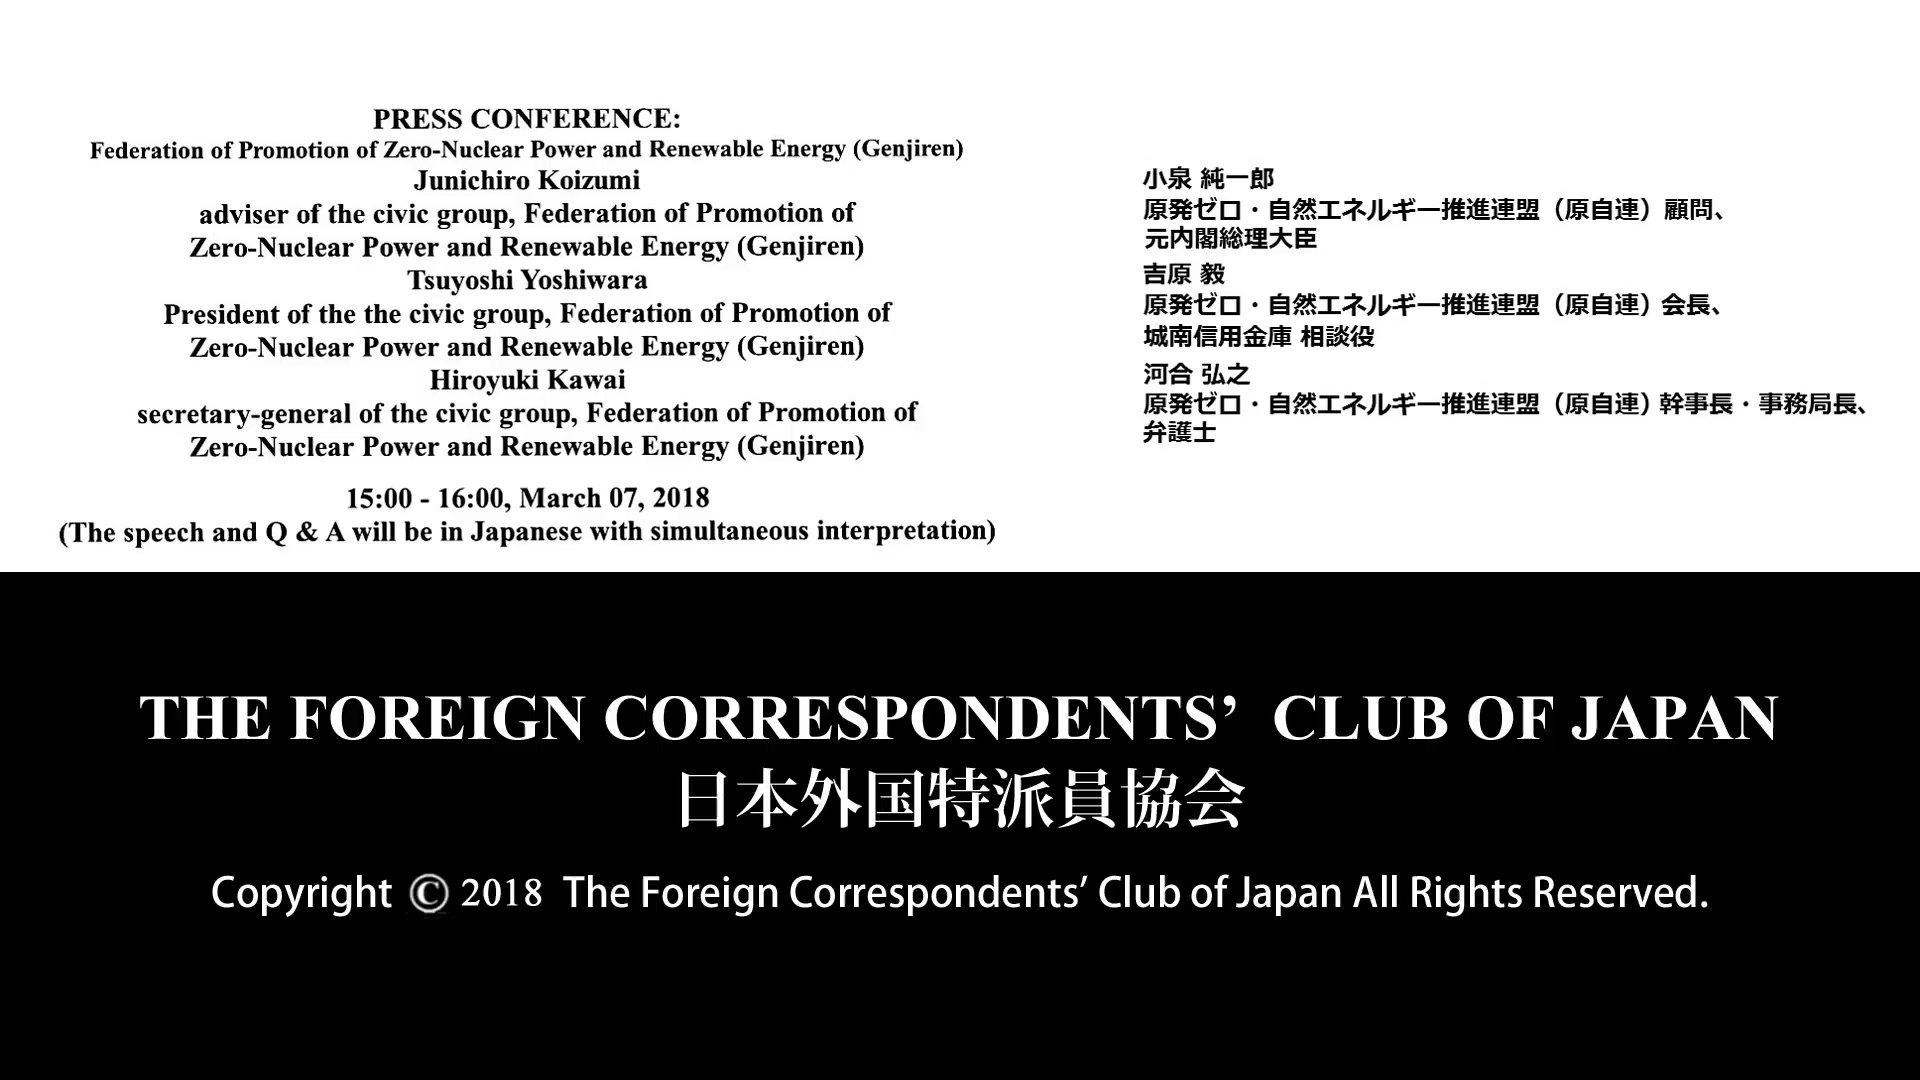 PRESS CONFERENCE:
Federation of Promotion of Zero-Nuclear Power and Renewable Energy (Genjiren)
Junichiro Koizumi
adviser of the civic group, Federation of Promotion of
Zero-Nuclear Power and Renewable Energy (Genjiren)
Tsuyoshi Yoshiwara
President of the the civic group, Federation of Promotion of
Zero-Nuclear Power and Renewable Energy (Genjiren)
Hiroyuki Kawai
secretary-general of the civic group, Federation of Promotion of
Zero-Nuclear Power and Renewable Energy (Genjiren)
15:00 - 16:00, March 07, 2018
(The speech and Q & A will be in Japanese with simultaneous interpretation)
小泉 純一郎
原発ゼロ・自然エネルギー推進連盟（原自連）顧問、
元内閣総理大臣
吉原 毅
原発ゼロ・自然エネルギー推進連盟（原自連）会長、
城南信用金庫 相談役
河合 弘之
原発ゼロ・自然エネルギー推進連盟（原自連）幹事長・事務局長、
弁護士
THE FOREIGN CORRESPONDENTS’ CLUB OF JAPAN
日本外国特派員協会
Copyright © 2018 The Foreign Correspondents’ Club of Japan All Rights Reserved.